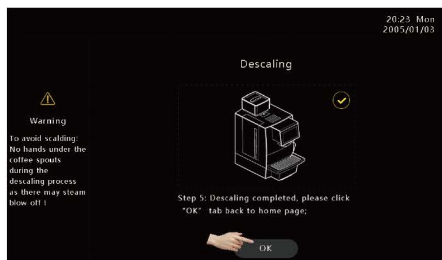 20:23 Mon
2005/01/03
Descaling
Warning
To avoid scalding:
No hands under the
coffee spouts
during the
descaling process
as there may steam
blow off !
Step 5: Descaling completed, please click
"OK" tab back to home page;
OK